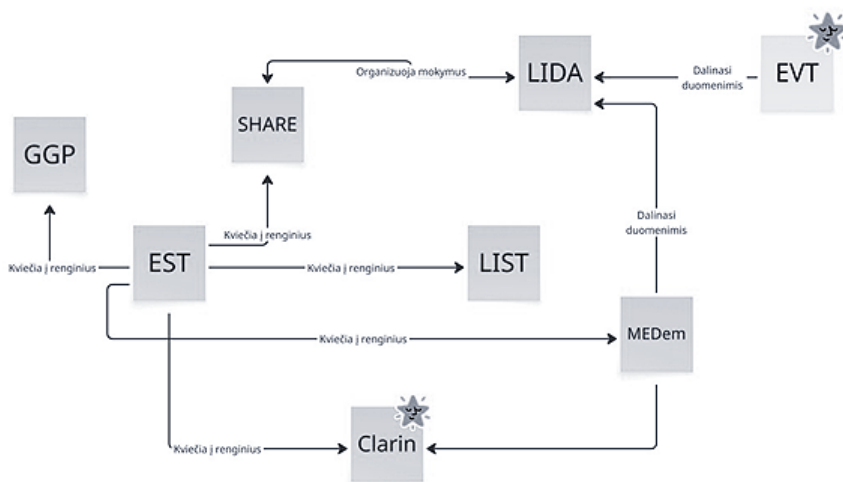 Organizuoja mokymus
LIDA
Dalinasi
duomenimis
EVT
SHARE
GGP
Dalinasi
duomenimis
Kviečia į renginius
EST
Kviečia į renginius
Kviečia į renginius
LIST
Kviečia į renginius
MEDem
Kviečia į renginius
Clarin